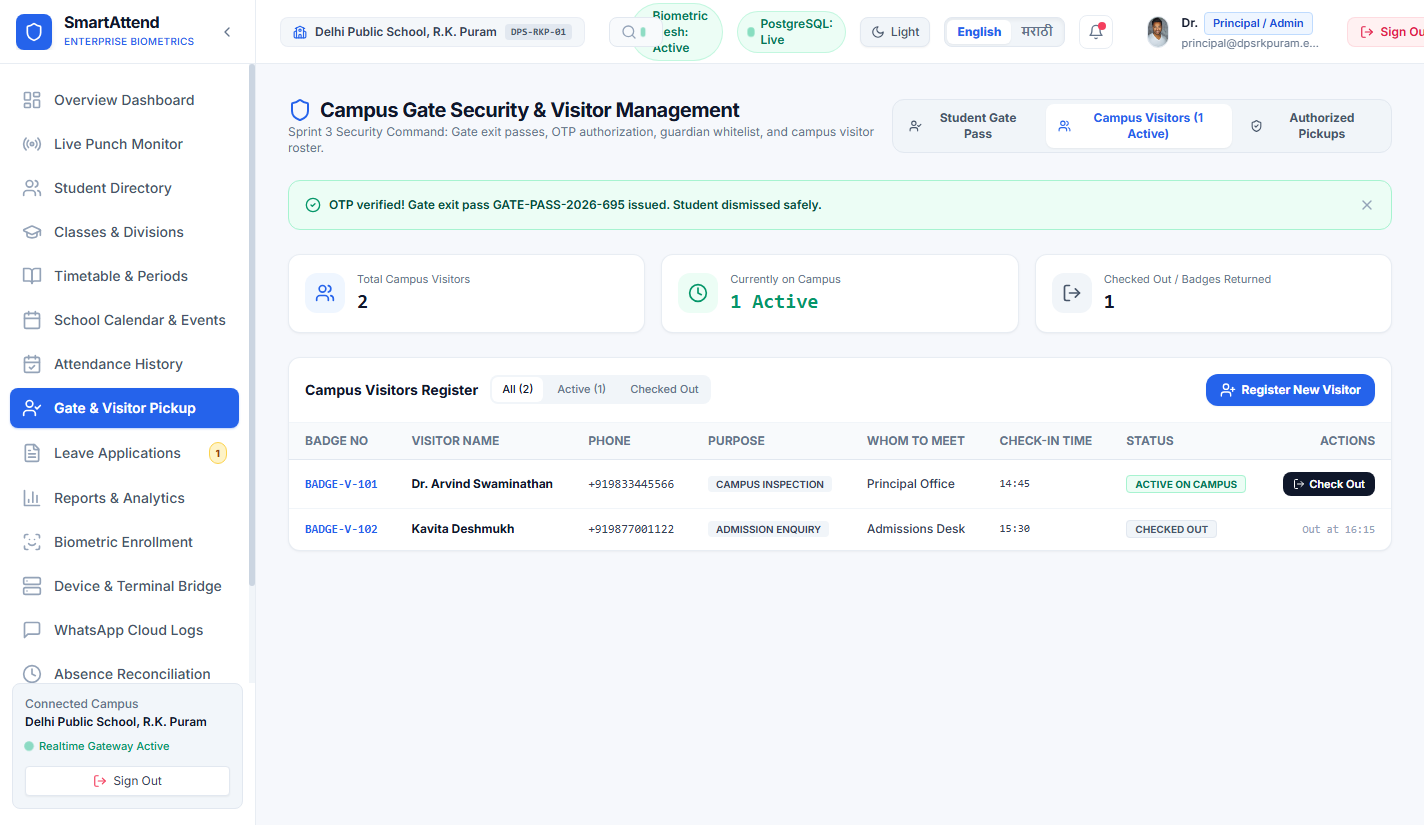 SmartAttend
ENTERPRISE BIOMETRICS
Delhi Public School, R.K. Puram DPS-RKP-01
Biometric
esh:
Active
PostgreSQL:
Live
Light
English मराठी
Dr. Principal / Admin
principal@dpsrkpuram.e...
Sign Ou
Overview Dashboard
Live Punch Monitor
Student Directory
Classes & Divisions
Timetable & Periods
School Calendar & Events
Attendance History
Gate & Visitor Pickup
Leave Applications 1
Reports & Analytics
Biometric Enrollment
Device & Terminal Bridge
WhatsApp Cloud Logs
Absence Reconciliation
Connected Campus
Delhi Public School, R.K. Puram
Realtime Gateway Active
Sign Out
Campus Gate Security & Visitor Management
Sprint 3 Security Command: Gate exit passes, OTP authorization, guardian whitelist, and campus visitor
roster.
Student Gate
Pass
Campus Visitors (1
Active)
Authorized
Pickups
OTP verified! Gate exit pass GATE-PASS-2026-695 issued. Student dismissed safely.
Total Campus Visitors
2
Currently on Campus
1 Active
Checked Out / Badges Returned
1
Campus Visitors Register All (2) Active (1) Checked Out Register New Visitor
BADGE NO VISITOR NAME PHONE PURPOSE WHOM TO MEET CHECK-IN TIME STATUS ACTIONS
BADGE-V-101 Dr. Arvind Swaminathan +919833445566 CAMPUS INSPECTION Principal Office 14:45 ACTIVE ON CAMPUS Check Out
BADGE-V-102 Kavita Deshmukh +919877001122 ADMISSION ENQUIRY Admissions Desk 15:30 CHECKED OUT Out at 16:15